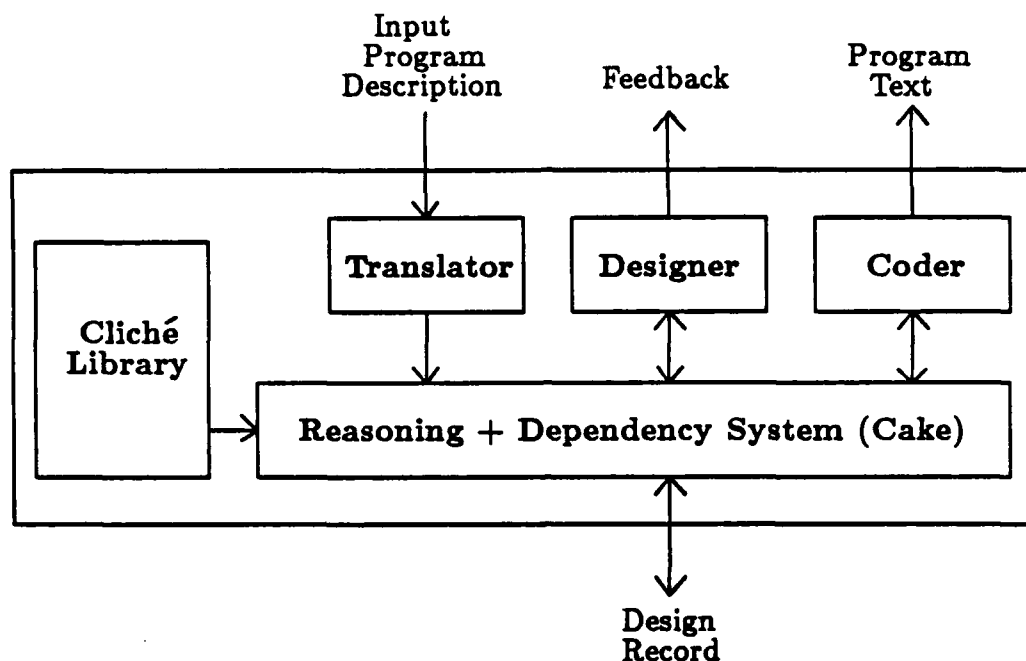 Input
Program
Description
Feedback
Program
Text
Translator
Designer
Coder
Cliché
Library
Reasoning + Dependency System (Cake)
Design
Record